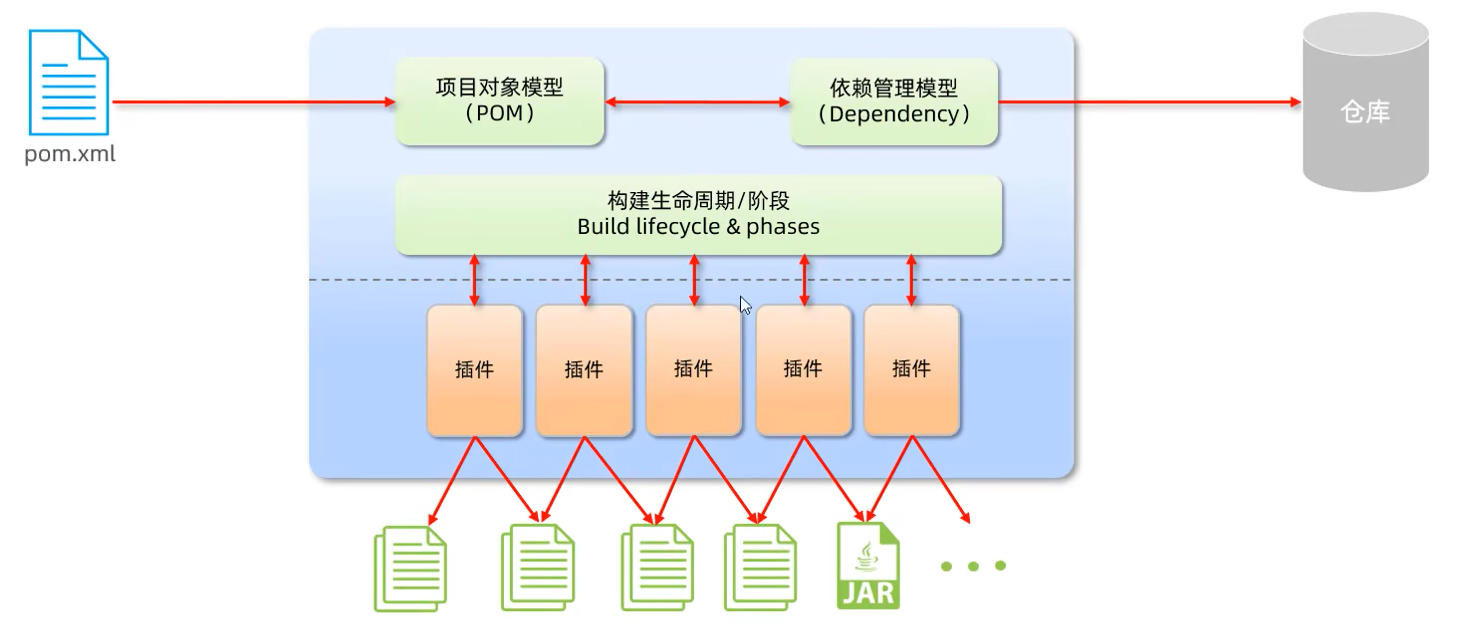 项目对象模型
（POM）
依赖管理模型
（Dependency）
仓库
pom.xml
构建生命周期/阶段
Build lifecycle & phases
插件
插件
插件
插件
插件
JAR